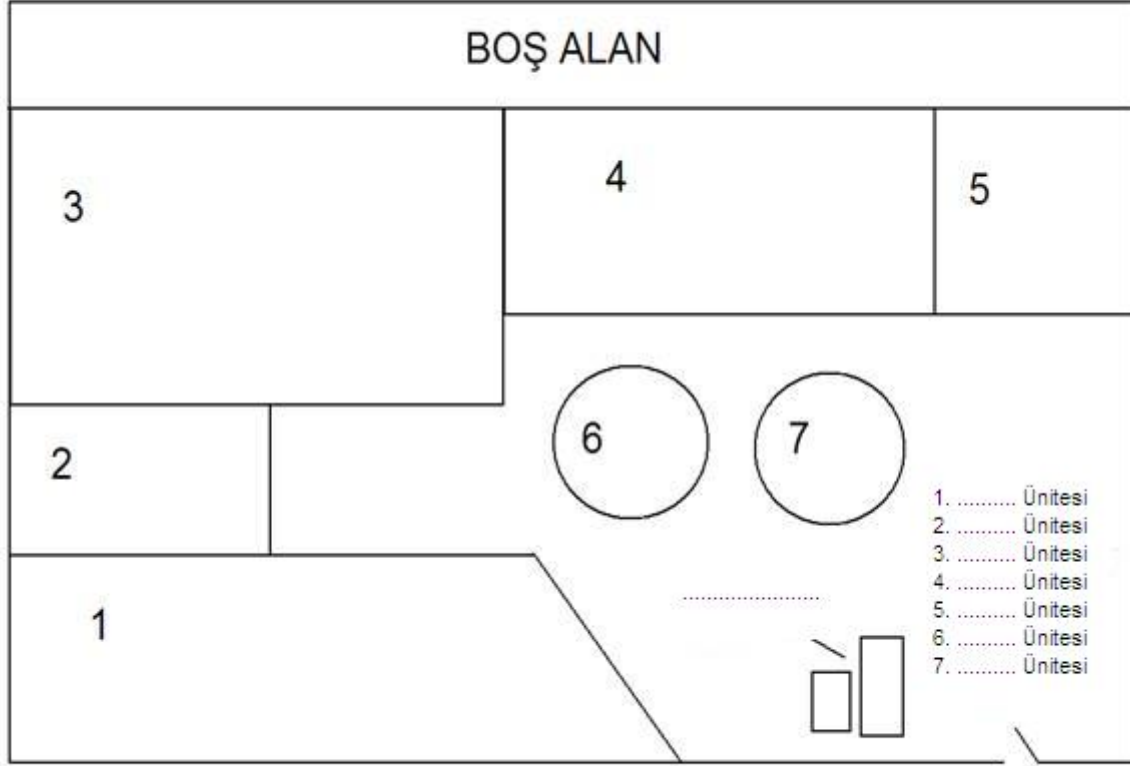 BOŞ ALAN
3
4
5
2
6
7
1
1. .......... Ünitesi
2. .......... Ünitesi
3. .......... Ünitesi
4. .......... Ünitesi
5. .......... Ünitesi
6. .......... Ünitesi
7. .......... Ünitesi
.......................